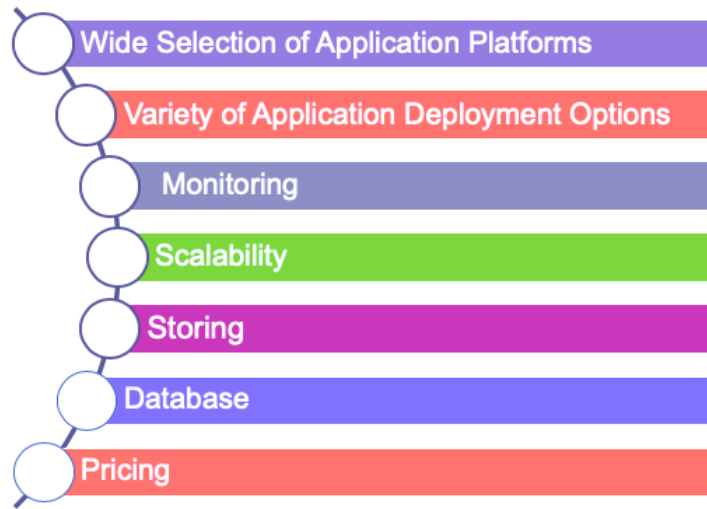 Wide Selection of Application Platforms
Variety of Application Deployment Options
Monitoring
Scalability
Storing
Database
Pricing